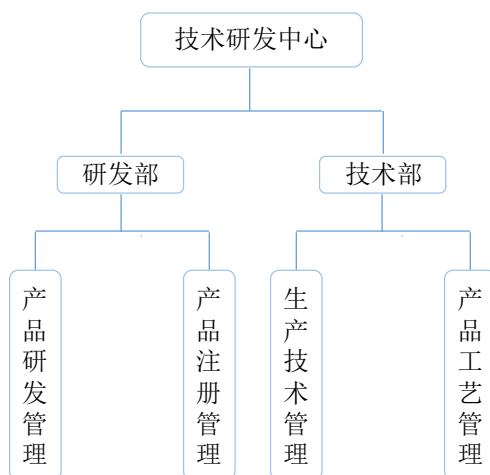 技术研发中心
研发部
技术部
产品研发管理
产品注册管理
生产技术管理
产品工艺管理